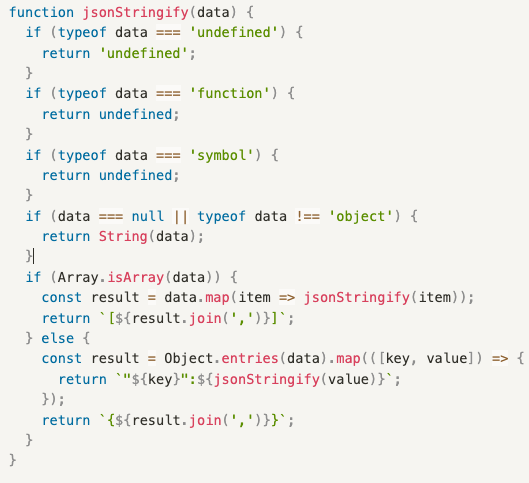 function jsonStringify(data) {
  if (typeof data === 'undefined') {
    return 'undefined';
  }
  if (typeof data === 'function') {
    return undefined;
  }
  if (typeof data === 'symbol') {
    return undefined;
  }
  if (data === null || typeof data !== 'object') {
    return String(data);
  }
  if (Array.isArray(data)) {
    const result = data.map(item => jsonStringify(item));
    return `[${result.join(',')}]`;
  } else {
    const result = Object.entries(data).map(([key, value]) => {
      return `"${key}":${jsonStringify(value)}`;
    });
    return `{${result.join(',')}}`;
  }
}